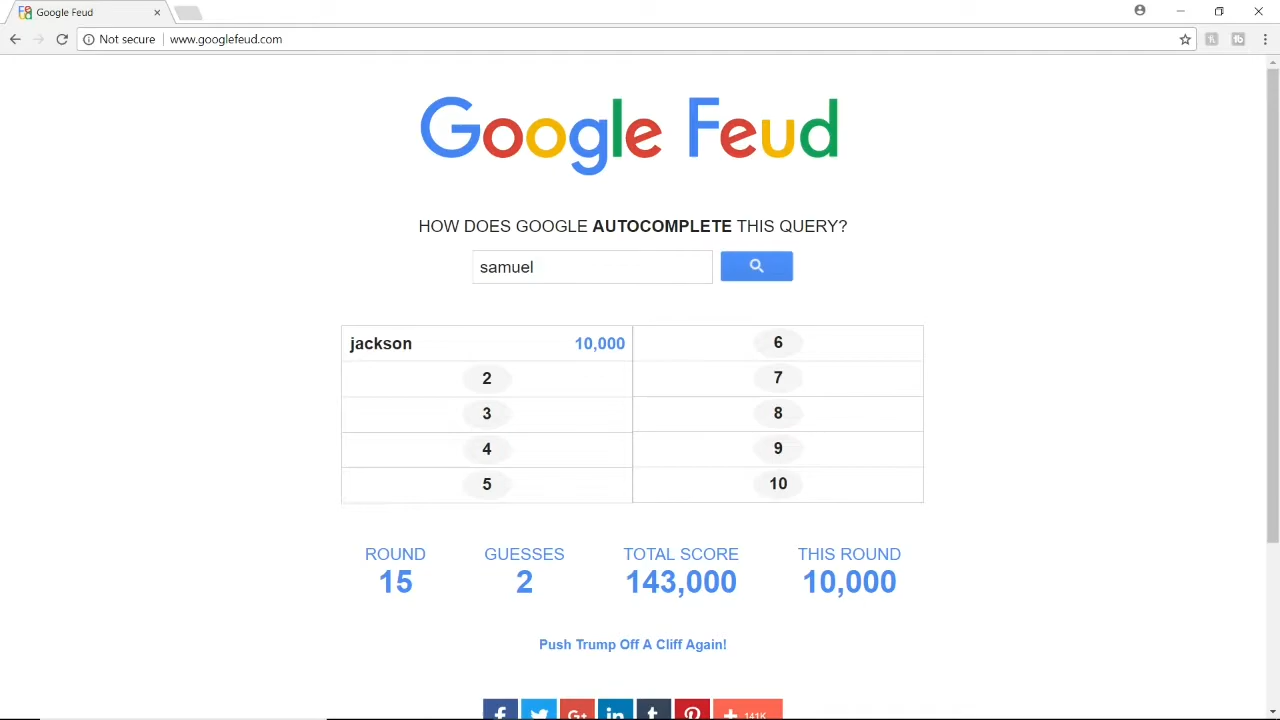 Google Feud
Not secure www.googlefeud.com
Google Feud
HOW DOES GOOGLE AUTOCOMPLETE THIS QUERY?
samuel
jackson 10,000 6
2 7
3 8
4 9
5 10
ROUND GUESSES TOTAL SCORE THIS ROUND
15 2 143,000 10,000
Push Trump Off A Cliff Again!
141K